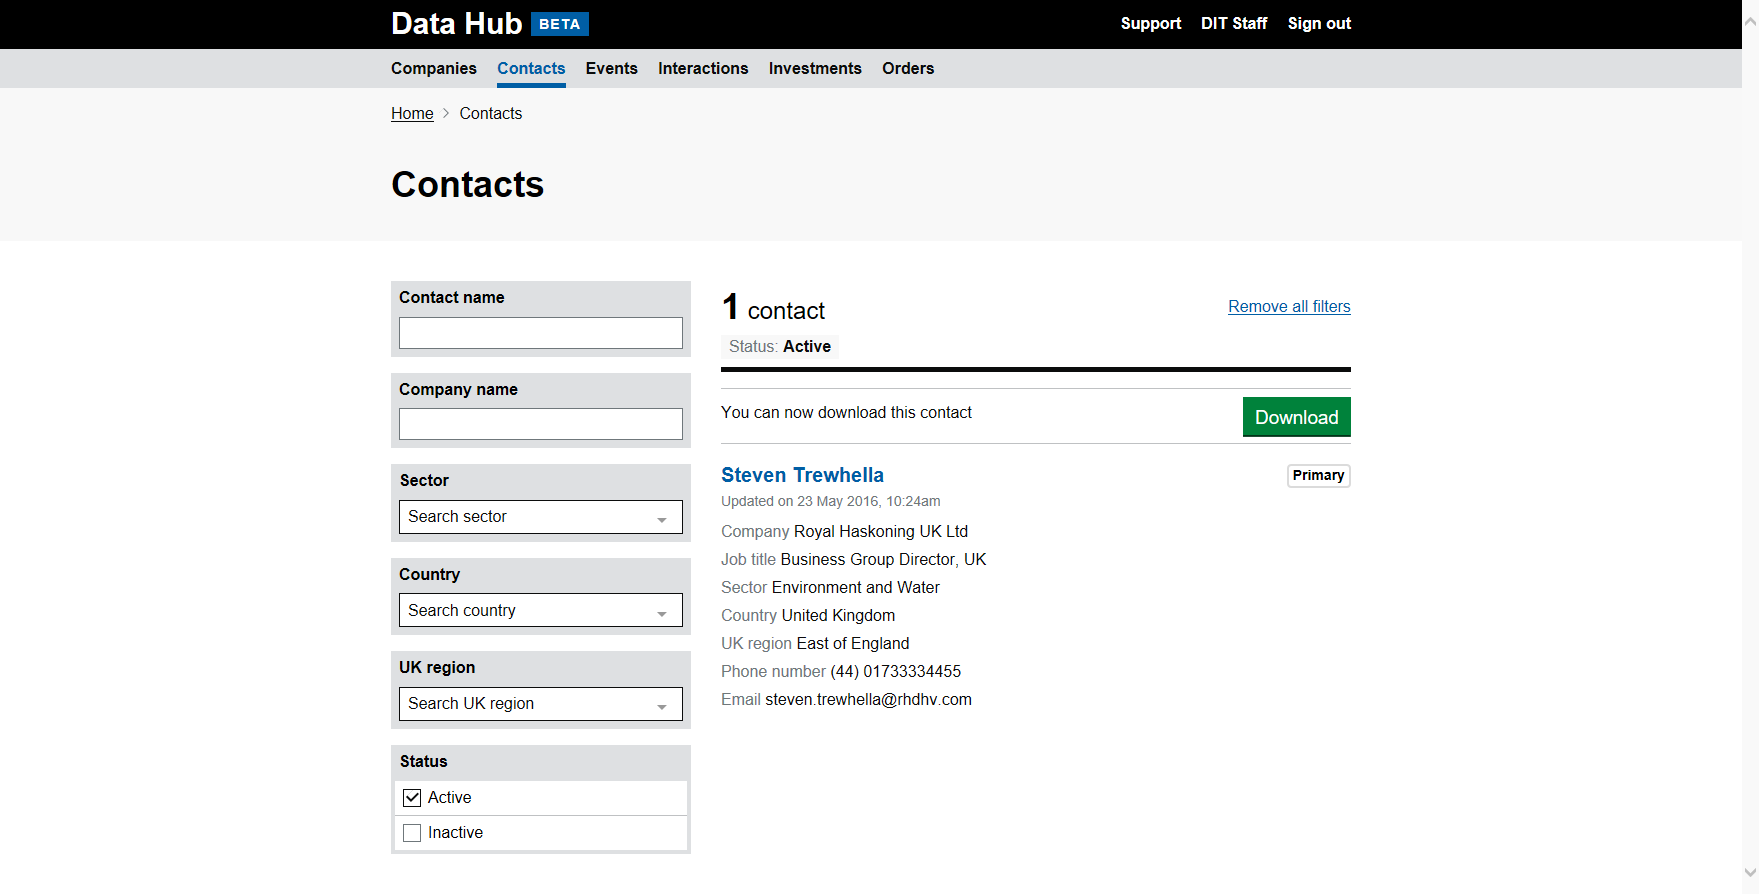 Data Hub BETA
Support DIT Staff Sign out
Companies Contacts Events Interactions Investments Orders
Home Contacts
Contacts
Contact name
Company name
Sector
Search sector
Country
Search country
UK region
Search UK region
Status
Active
Inactive
1 contact
Remove all filters
Status: Active
You can now download this contact
Download
Steven Trewhella
Primary
Updated on 23 May 2016, 10:24am
Company Royal Haskoning UK Ltd
Job title Business Group Director, UK
Sector Environment and Water
Country United Kingdom
UK region East of England
Phone number (44) 01733334455
Email steven.trewhella@rhdhv.com